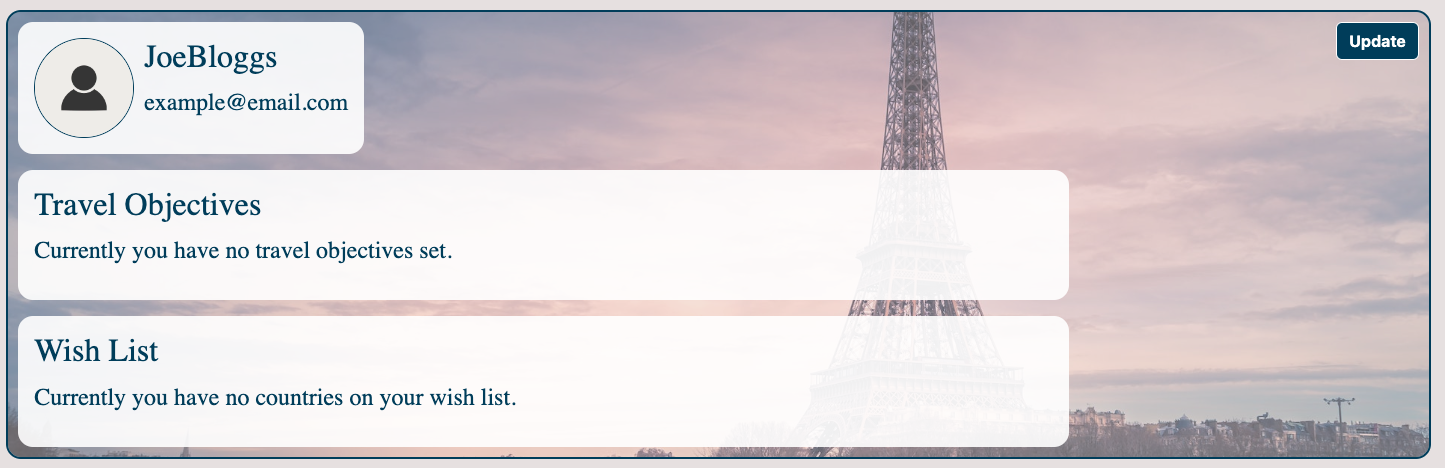 JoeBloggs
Update
example@email.com
Travel Objectives
Currently you have no travel objectives set.
Wish List
Currently you have no countries on your wish list.